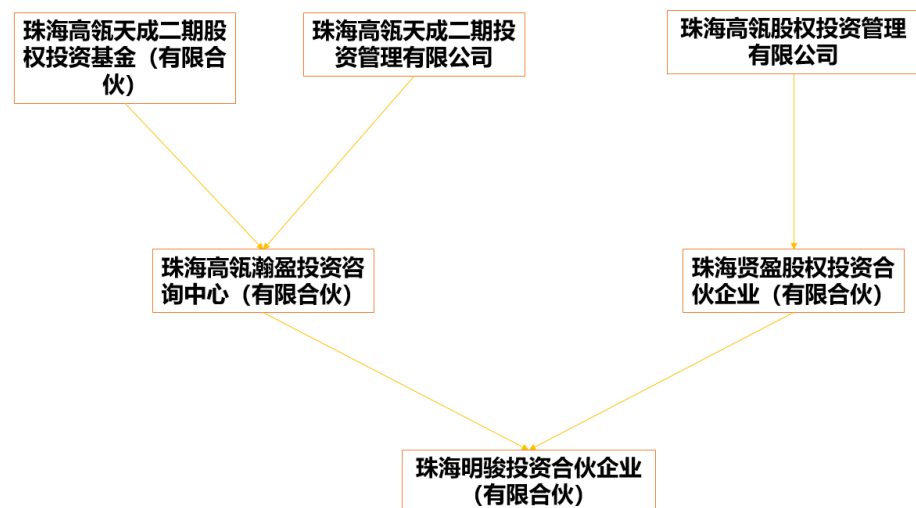 珠海高瓴天成二期股
权投资基金（有限合
伙）
珠海高瓴天成二期投
资管理有限公司
珠海高瓴股权投资管理
有限公司
珠海高瓴瀚盈投资咨
询中心（有限合伙）
珠海贤盈股权投资合
伙企业（有限合伙）
珠海明骏投资合伙企业
（有限合伙）